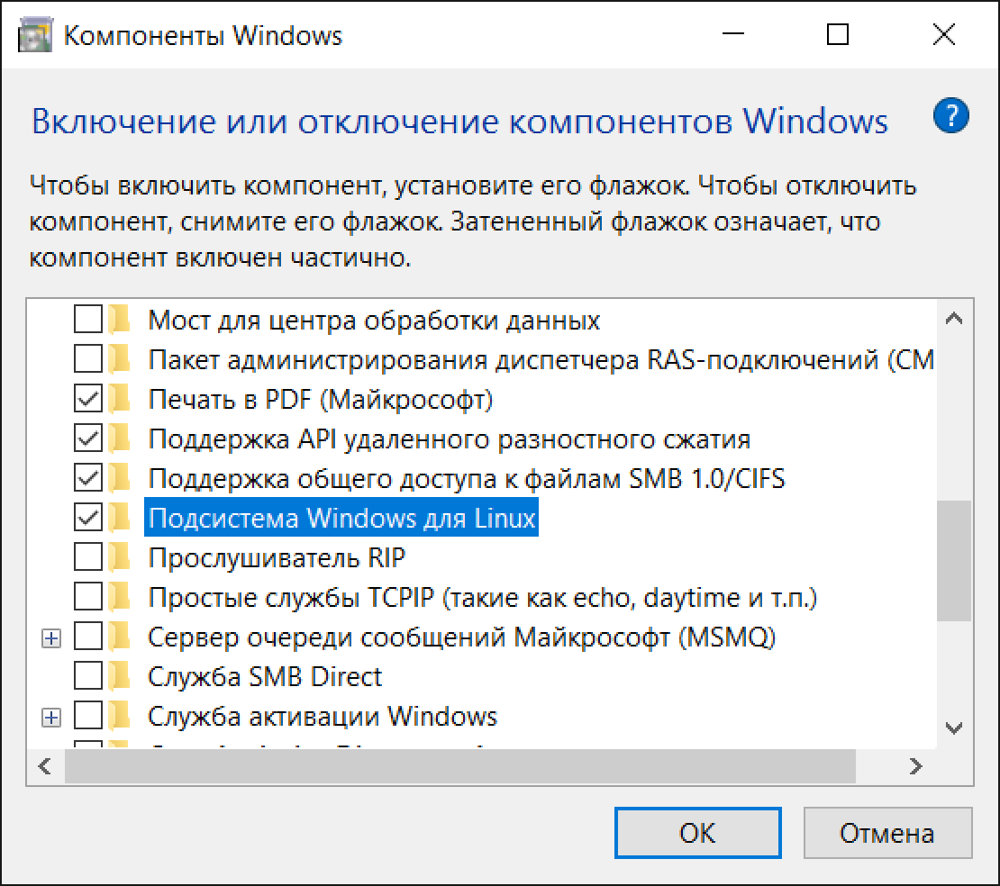 Компоненты Windows
Включение или отключение компонентов Windows
?
Чтобы включить компонент, установите его флажок. Чтобы отключить
компонент, снимите его флажок. Затененный флажок означает, что
компонент включен частично.
Мост для центра обработки данных
Пакет администрирования диспетчера RAS-подключений (СМ
Печать в PDF (Майкрософт)
Поддержка API удаленного разностного сжатия
Поддержка общего доступа к файлам SMB 1.0/CIFS
Подсистема Windows для Linux
Прослушиватель RIP
Простые службы TCPIP (такие как echo, daytime и т.п.)
Сервер очереди сообщений Майкрософт (MSMQ)
Служба SMB Direct
Служба активации Windows
ОК
Отмена